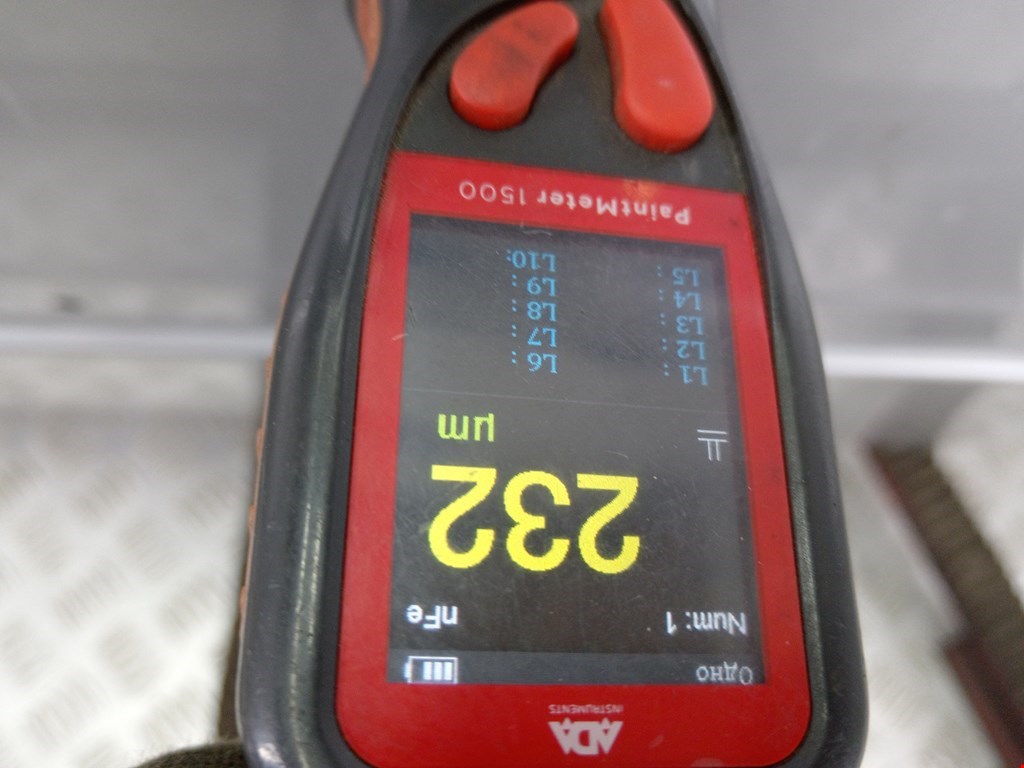 ADA
INSTRUMENTS
Одно
Num: 1 nFe
232
µm
L1 : L6 :
L2 : L7 :
L3 : L8 :
L4 : L9 :
L5 : L10:
PaintMeter 1500